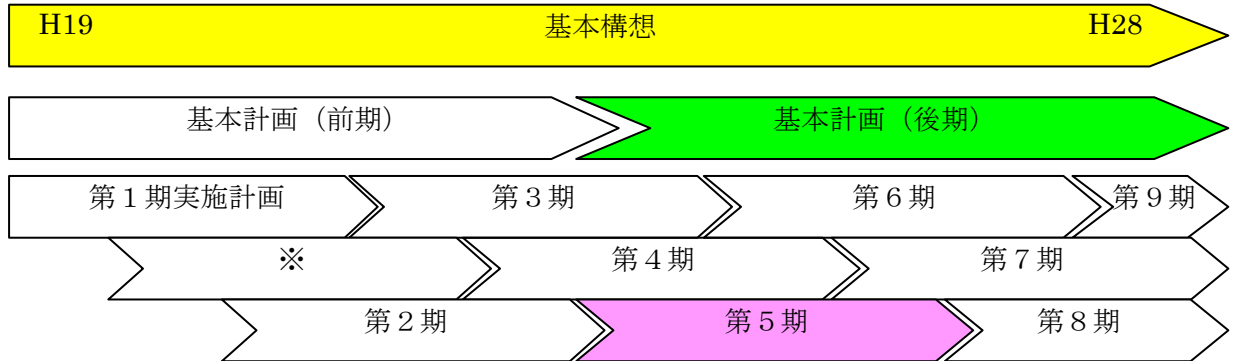 H19 基本構想 H28
基本計画（前期） 基本計画（後期）
第１期実施計画 第３期 第６期 第９期
※ 第４期 第７期
第２期 第５期 第８期